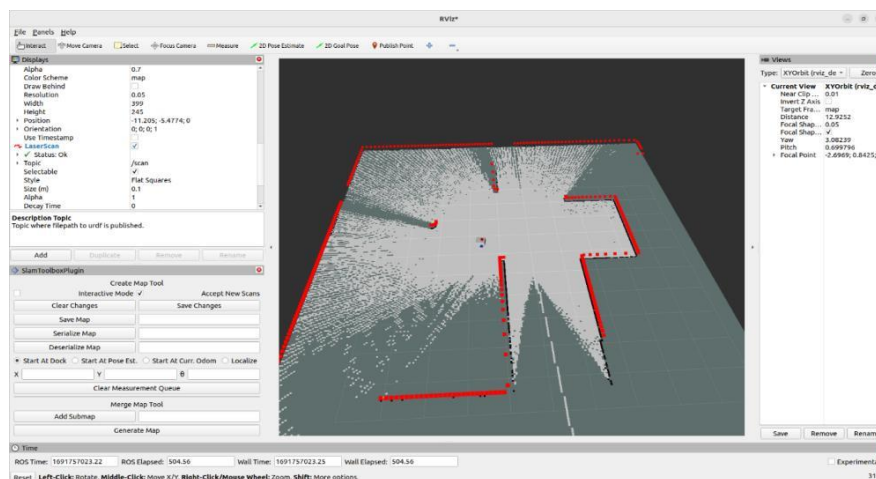 RViz*
File Panels Help
Interact Move Camera Select Focus Camera Measure 2D Pose Estimate 2D Goal Pose Publish Point
Displays
Alpha 0.7
Color Scheme map
Draw Behind
Resolution 0.05
Width 399
Height 245
Position -11.205; -5.4774; 0
Orientation 0; 0; 0; 1
Use Timestamp
LaserScan
Status: Ok
Topic /scan
Selectable
Style Flat Squares
Size (m) 0.1
Alpha 1
Decay Time 0
Description Topic
Topic where filepath to urdf is published.
Add Duplicate Remove Rename
SlamToolboxPlugin
Create Map Tool
Interactive Mode Accept New Scans
Clear Changes Save Changes
Save Map
Serialize Map
Deserialize Map
Start At Dock Start At Pose Est. Start At Curr. Odom Localize
X Y θ
Clear Measurement Queue
Merge Map Tool
Add Submap
Generate Map
Views
Type: XYOrbit (rviz_de Zero
Current View XYOrbit (rviz_d
Near Clip ... 0.01
Invert Z Axis
Target Fra... map
Distance 12.9252
Focal Shap... 0.05
Focal Shap...
Yaw 3.08239
Pitch 0.699796
Focal Point -2.6969; 0.8425;
Save Remove Renam
Time
ROS Time: 1691757023.22 ROS Elapsed: 504.56 Wall Time: 1691757023.25 Wall Elapsed: 504.56 Experimenta
Reset Left-Click: Rotate. Middle-Click: Move X/Y. Right-Click/Mouse Wheel: Zoom. Shift: More options. 31